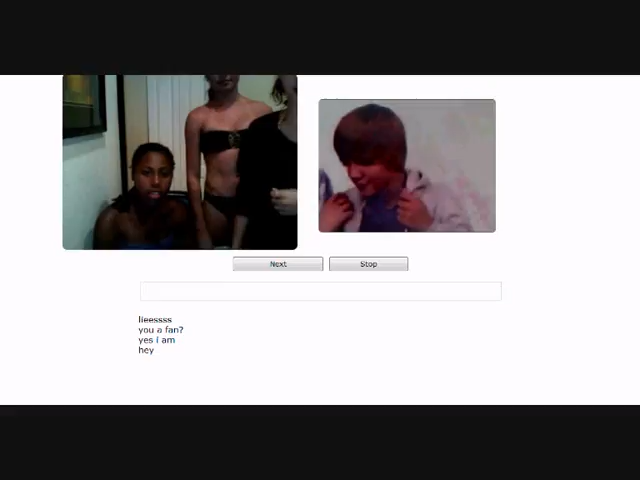 Next
Stop
lieessss
you a fan?
yes i am
hey